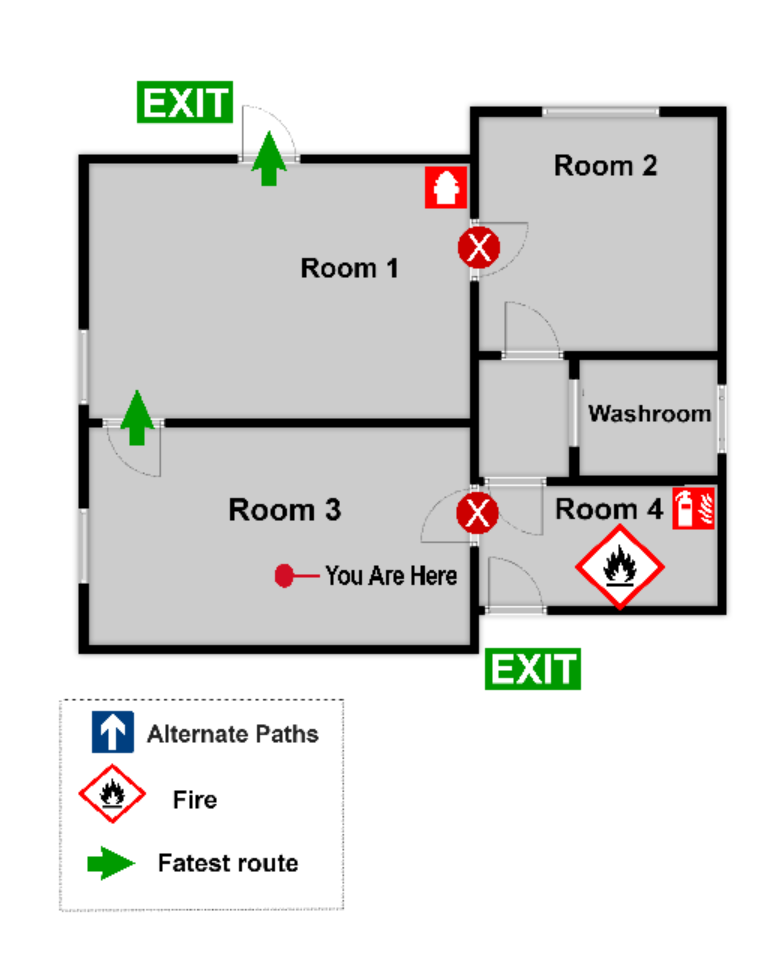 EXIT
Room 2
Room 1
X
Washroom
Room 3
X
Room 4
You Are Here
EXIT
Alternate Paths
Fire
Fatest route